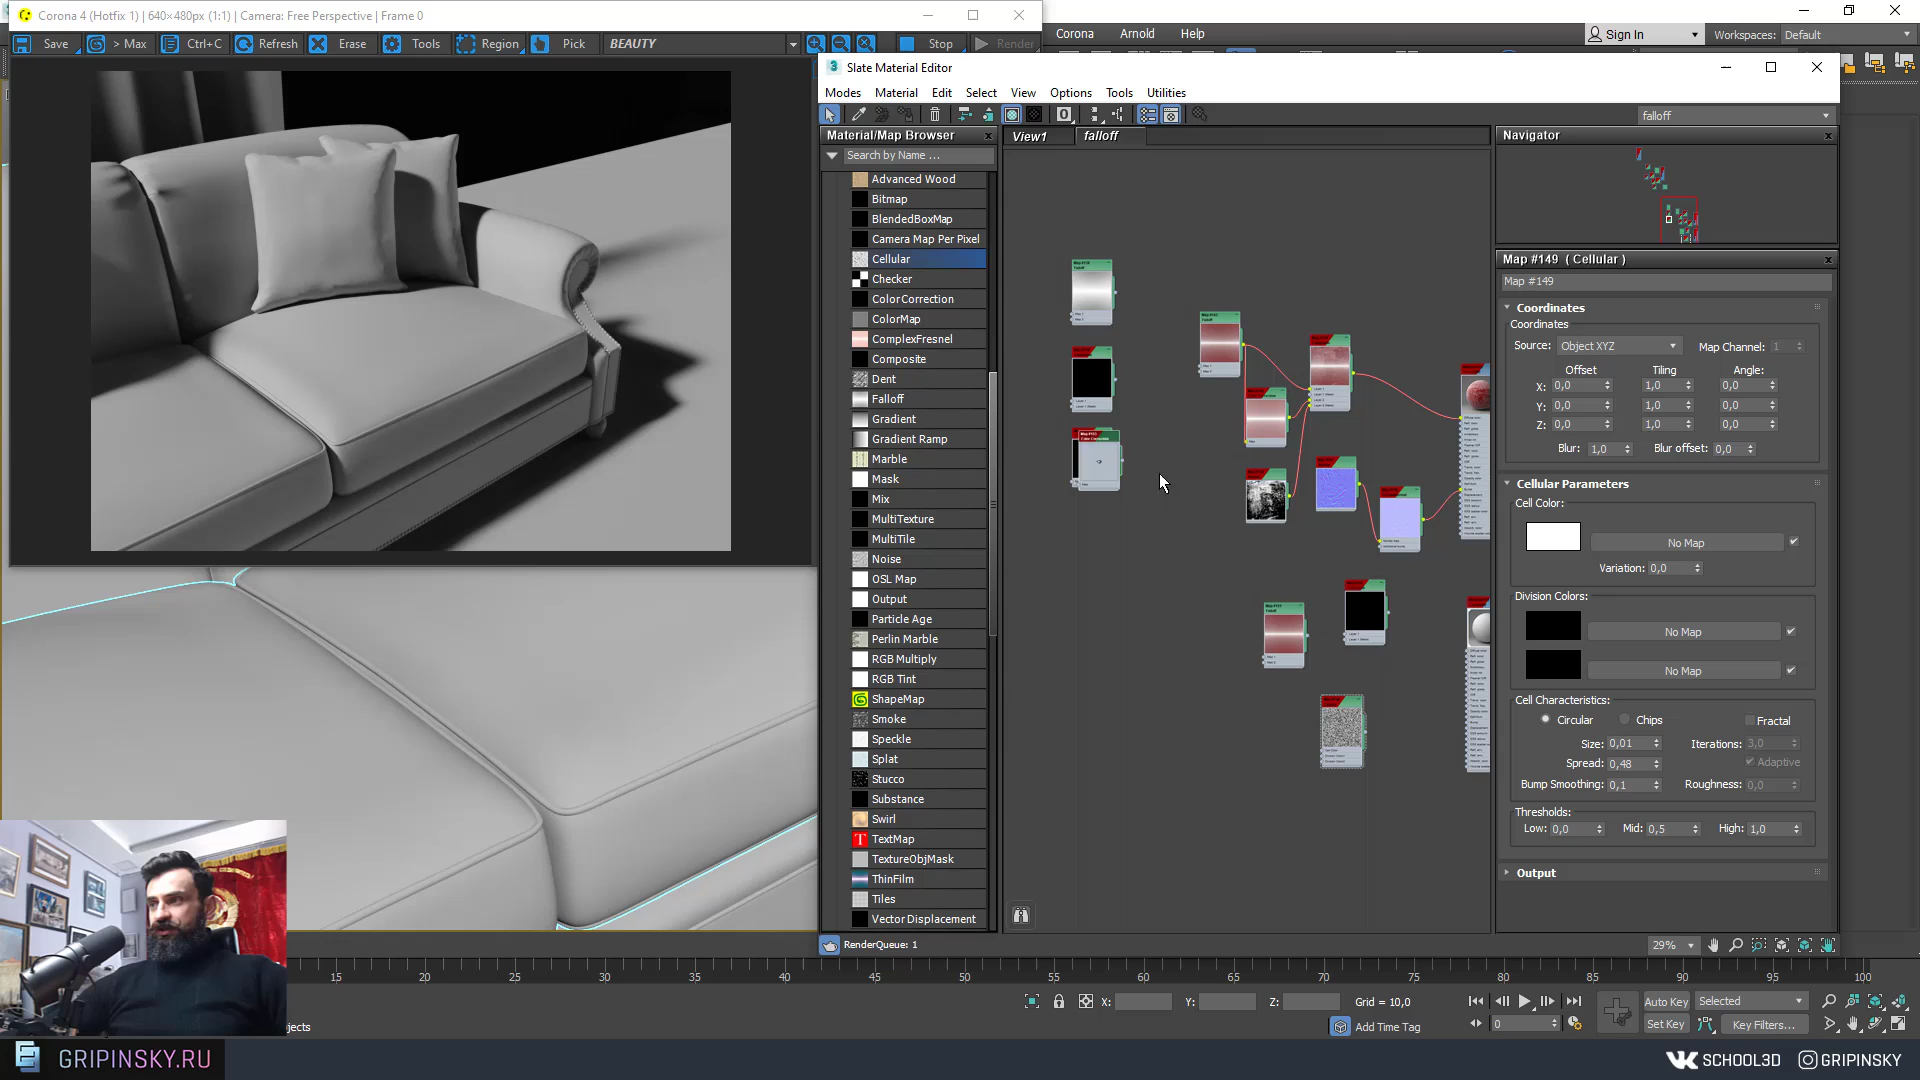 Corona 4 (Hotfix 1) | 640×480px (1:1) | Camera: Free Perspective | Frame 0
Save > Max Ctrl+C Refresh Erase Tools Region Pick BEAUTY Stop Render
Corona Arnold Help Sign In Workspaces: Default
Slate Material Editor
Modes Material Edit Select View Options Tools Utilities
falloff
Material/Map Browser
Search by Name ...
Advanced Wood
Bitmap
BlendedBoxMap
Camera Map Per Pixel
Cellular
Checker
ColorCorrection
ColorMap
ComplexFresnel
Composite
Dent
Falloff
Gradient
Gradient Ramp
Marble
Mask
Mix
MultiTexture
MultiTile
Noise
OSL Map
Output
Particle Age
Perlin Marble
RGB Multiply
RGB Tint
ShapeMap
Smoke
Speckle
Splat
Stucco
Substance
Swirl
TextMap
TextureObjMask
ThinFilm
Tiles
Vector Displacement
View1 falloff
Navigator
Map #149 ( Cellular )
Map #149
Coordinates
Coordinates
Source: Object XYZ Map Channel: 1
Offset Tiling Angle:
X: 0,0 1,0 0,0
Y: 0,0 1,0 0,0
Z: 0,0 1,0 0,0
Blur: 1,0 Blur offset: 0,0
Cellular Parameters
Cell Color:
No Map
Variation: 0,0
Division Colors:
No Map
No Map
Cell Characteristics:
Circular Chips Fractal
Size: 0,01 Iterations: 3,0
Spread: 0,48 Adaptive
Bump Smoothing: 0,1 Roughness: 0,0
Thresholds:
Low: 0,0 Mid: 0,5 High: 1,0
Output
RenderQueue: 1
29%
15 20 25 30 35 40 45 50 55 60 65 70 75 80 85 90 95 100
X: Y: Z: Grid = 10,0
Auto Key Selected
jects
Add Time Tag
0
Set Key Key Filters...
GRIPINSKY.RU
SCHOOL3D GRIPINSKY